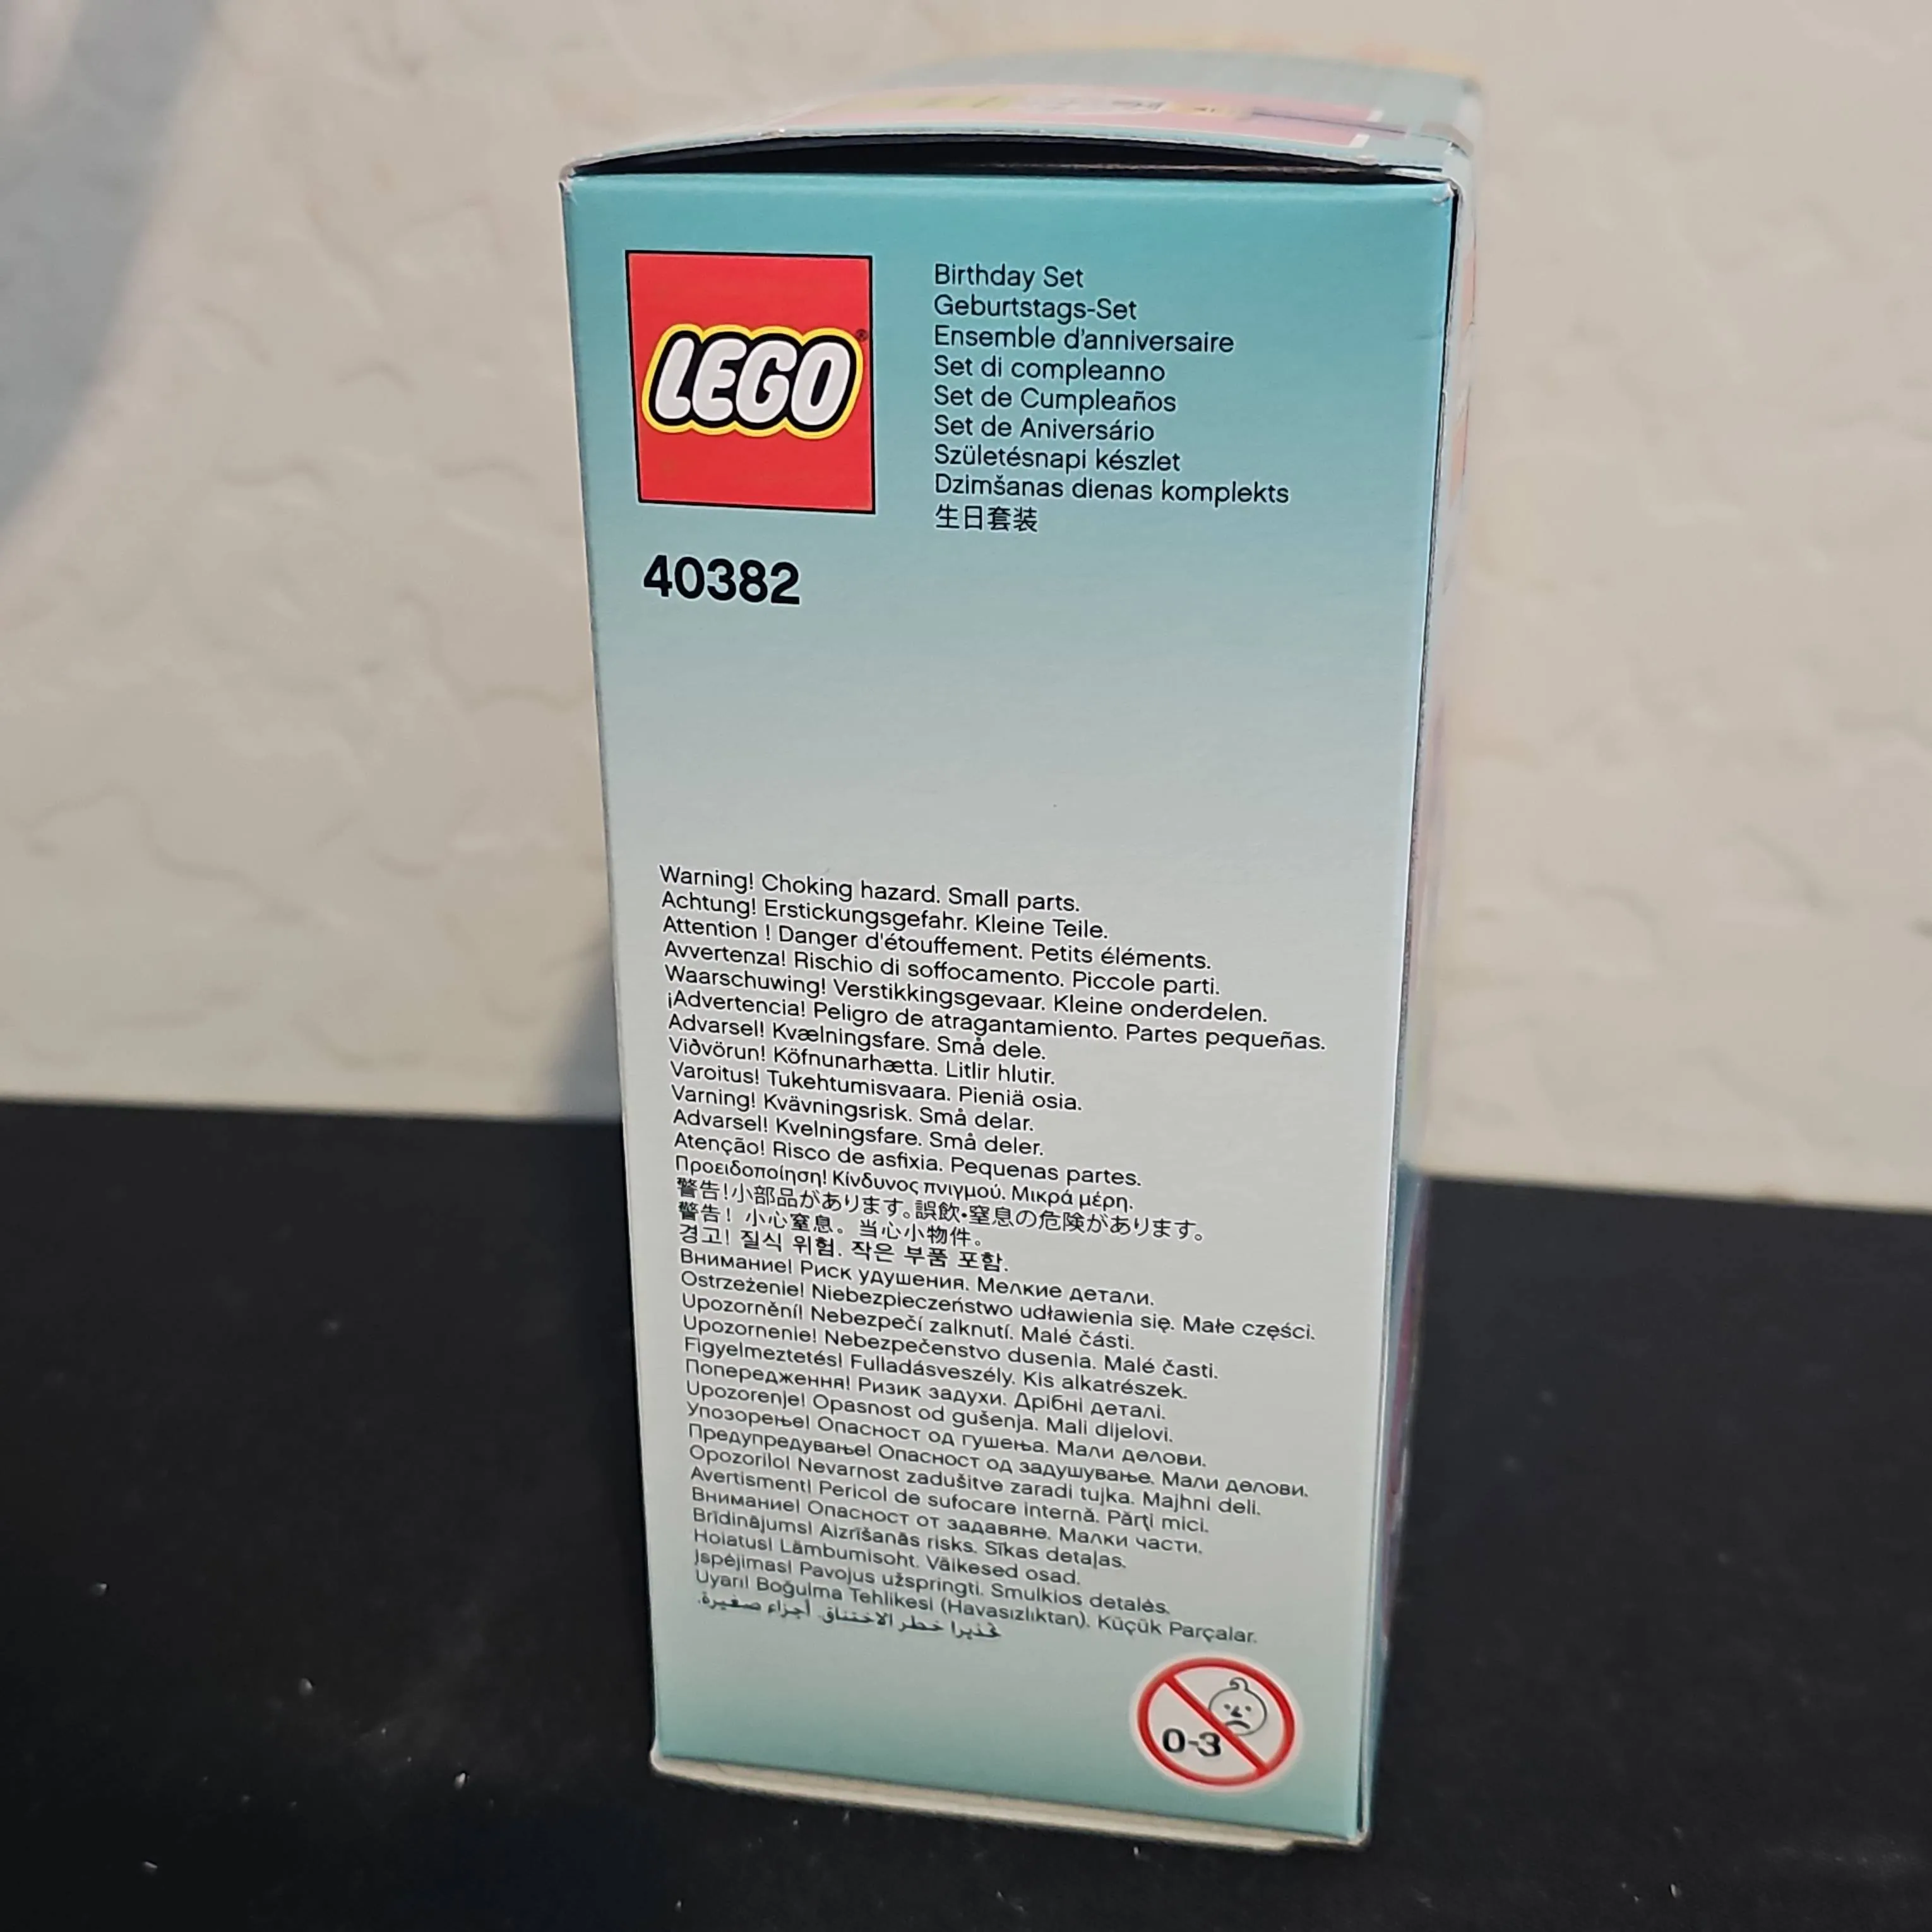 LEGO®
Birthday Set
Geburtstags-Set
Ensemble d'anniversaire
Set di compleanno
Set de Cumpleaños
Set de Aniversário
Születésnapi készlet
Dzimšanas dienas komplekts
生日套装
40382
Warning! Choking hazard. Small parts.
Achtung! Erstickungsgefahr. Kleine Teile.
Attention ! Danger d'étouffement. Petits éléments.
Avvertenza! Rischio di soffocamento. Piccole parti.
Waarschuwing! Verstikkingsgevaar. Kleine onderdelen.
¡Advertencia! Peligro de atragantamiento. Partes pequeñas.
Advarsel! Kvælningsfare. Små dele.
Viðvörun! Köfnunarhætta. Litlir hlutir.
Varoitus! Tukehtumisvaara. Pieniä osia.
Varning! Kvävningsrisk. Små delar.
Advarsel! Kvelningsfare. Små deler.
Atenção! Risco de asfixia. Pequenas partes.
Προειδοποίηση! Κίνδυνος πνιγμού. Μικρά μέρη.
警告!小部品があります。誤飲・窒息の危険があります。
警告！小心窒息。当心小物件。
경고! 질식 위험. 작은 부품 포함.
Внимание! Риск удушения. Мелкие детали.
Ostrzeżenie! Niebezpieczeństwo udławienia się. Małe części.
Upozornění! Nebezpečí zalknutí. Malé části.
Upozornenie! Nebezpečenstvo dusenia. Malé časti.
Figyelmeztetés! Fulladásveszély. Kis alkatrészek.
Попередження! Ризик задухи. Дрібні деталі.
Upozorenje! Opasnost od gušenja. Mali dijelovi.
Упозорење! Опасност од гушења. Мали делови.
Предупредување! Опасност од задушување. Мали делови.
Opozorilo! Nevarnost zadušitve zaradi tujka. Majhni deli.
Avertisment! Pericol de sufocare internă. Părţi mici.
Внимание! Опасност от задавяне. Малки части.
Brīdinājums! Aizrīšanās risks. Sīkas detaļas.
Hoiatus! Lämbumisoht. Väikesed osad.
Įspėjimas! Pavojus užspringti. Smulkios detalės.
Uyarı! Boğulma Tehlikesi (Havasızlıktan). Küçük Parçalar.
تحذير! خطر الاختناق. أجزاء صغيرة.
0-3